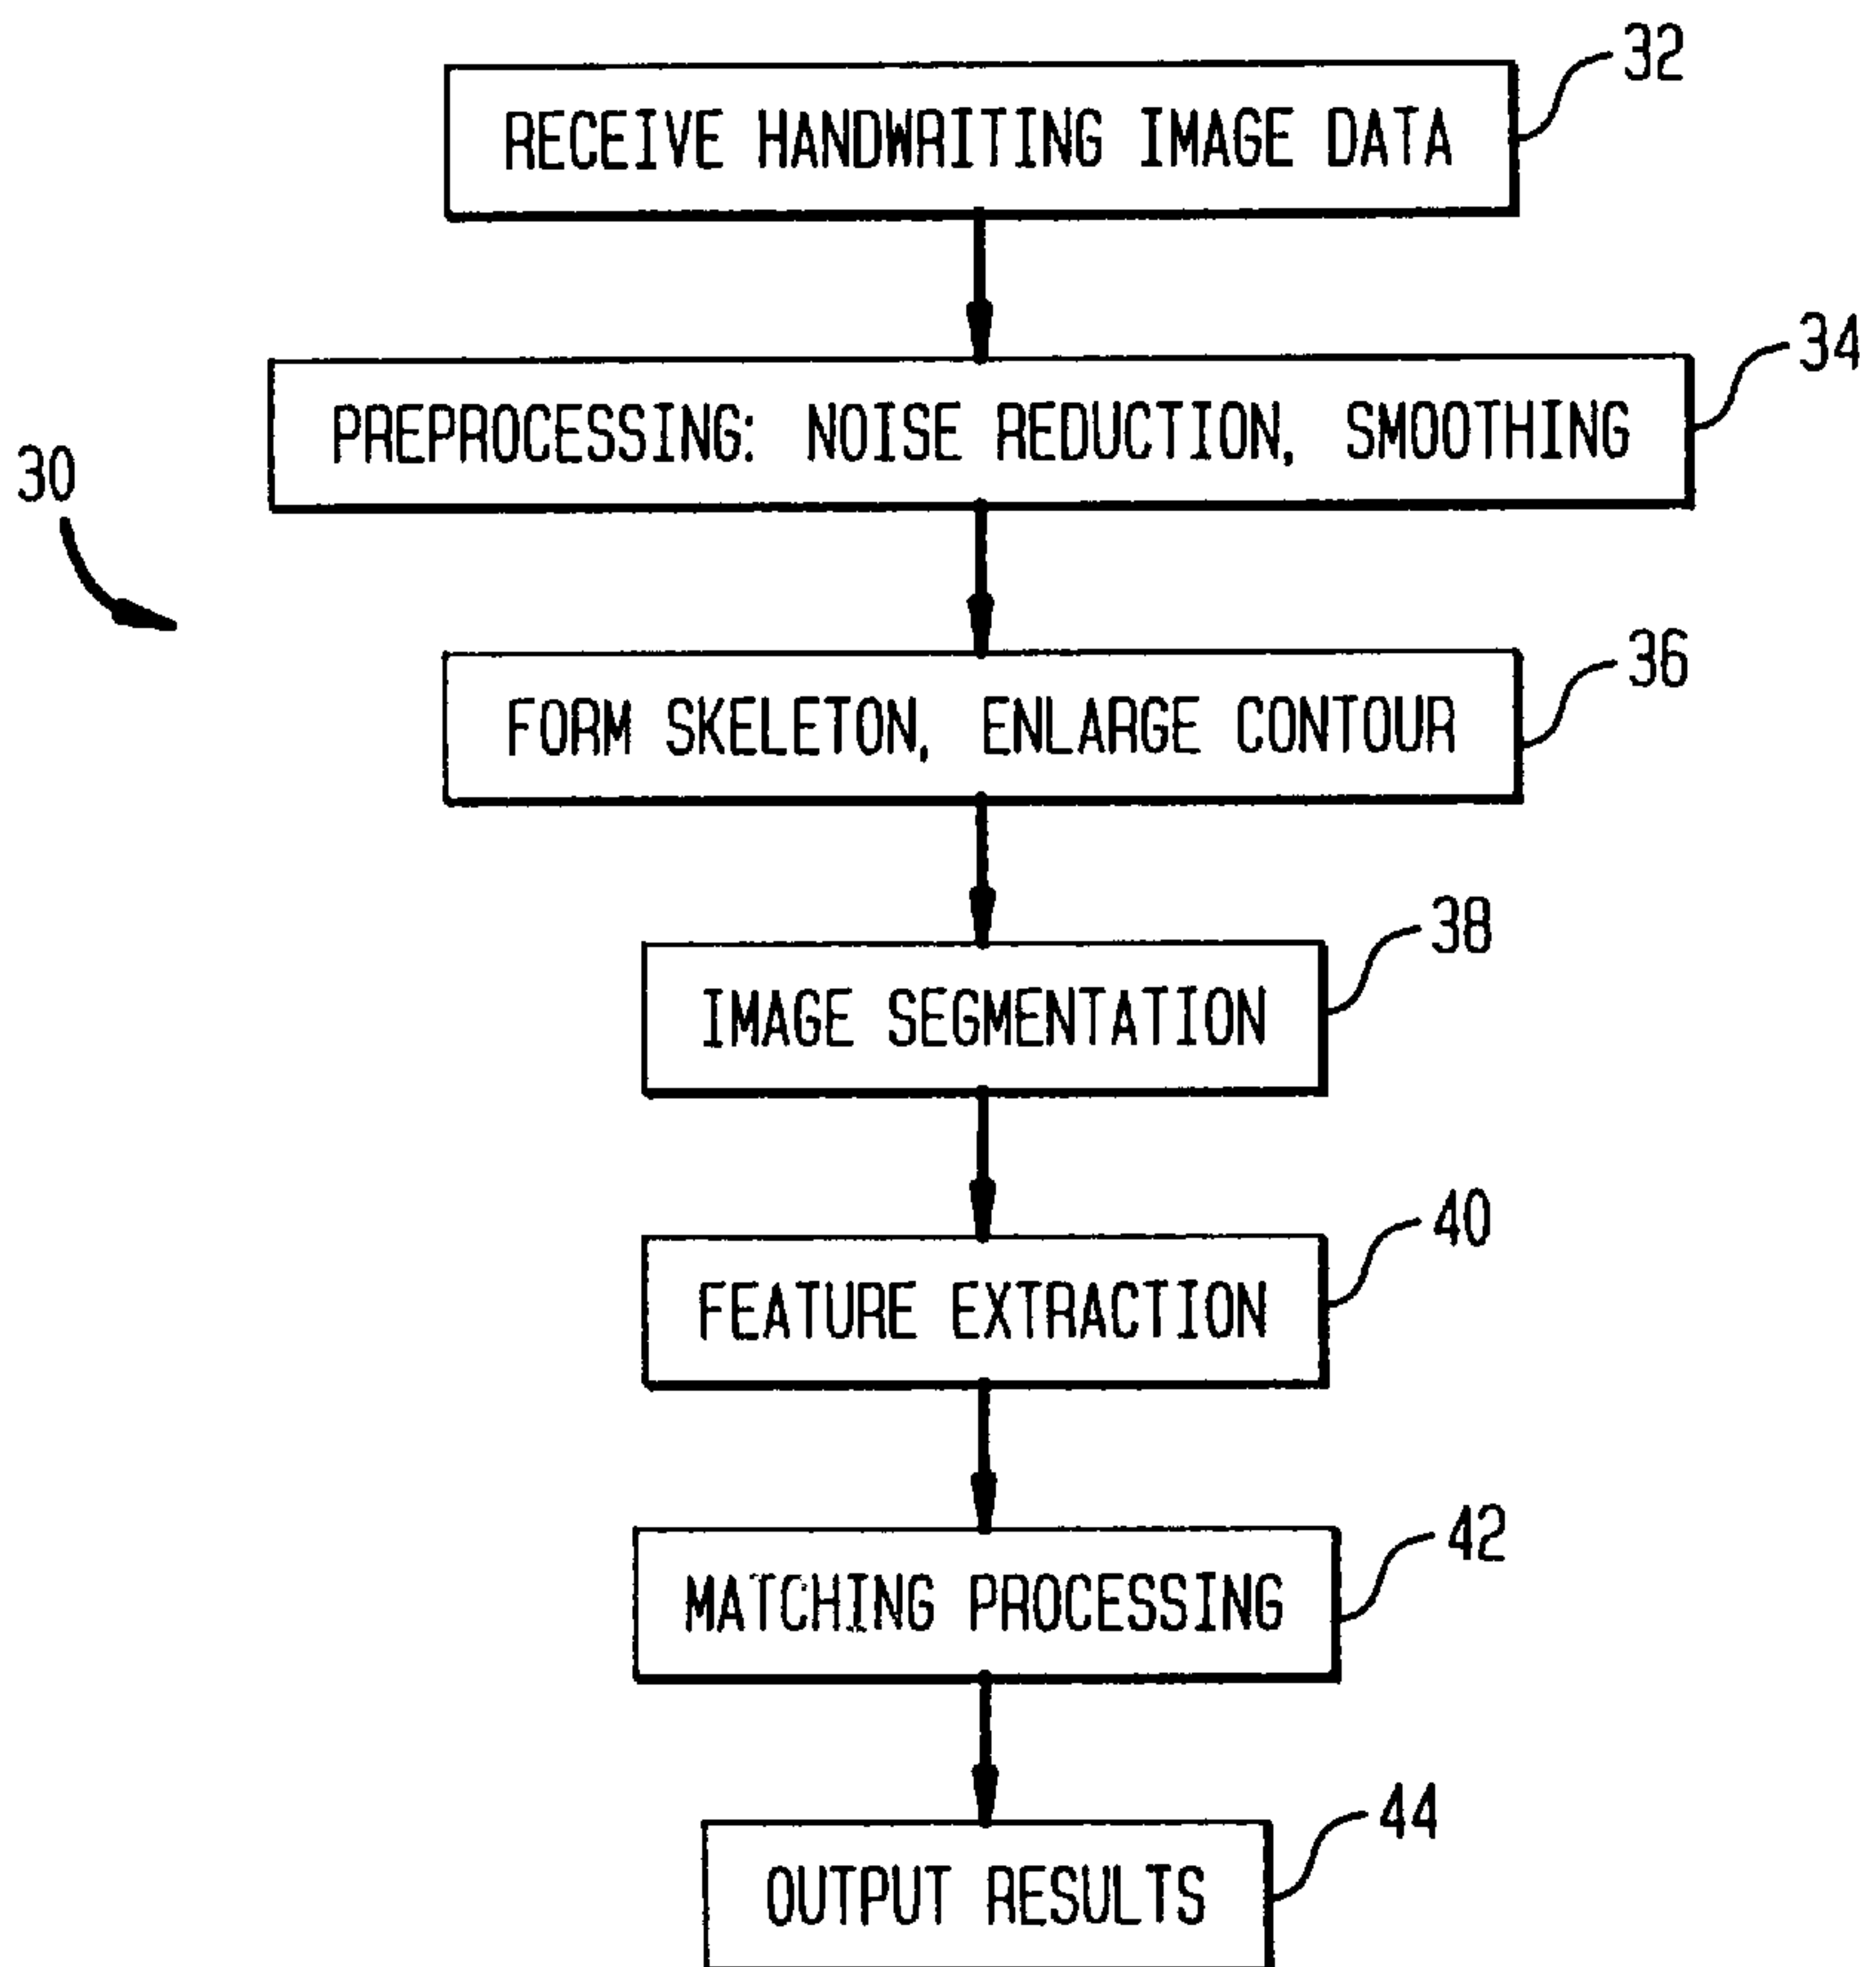 32
RECEIVE HANDWRITING IMAGE DATA
34
PREPROCESSING: NOISE REDUCTION, SMOOTHING
30
36
FORM SKELETON, ENLARGE CONTOUR
38
IMAGE SEGMENTATION
40
FEATURE EXTRACTION
42
MATCHING PROCESSING
44
OUTPUT RESULTS